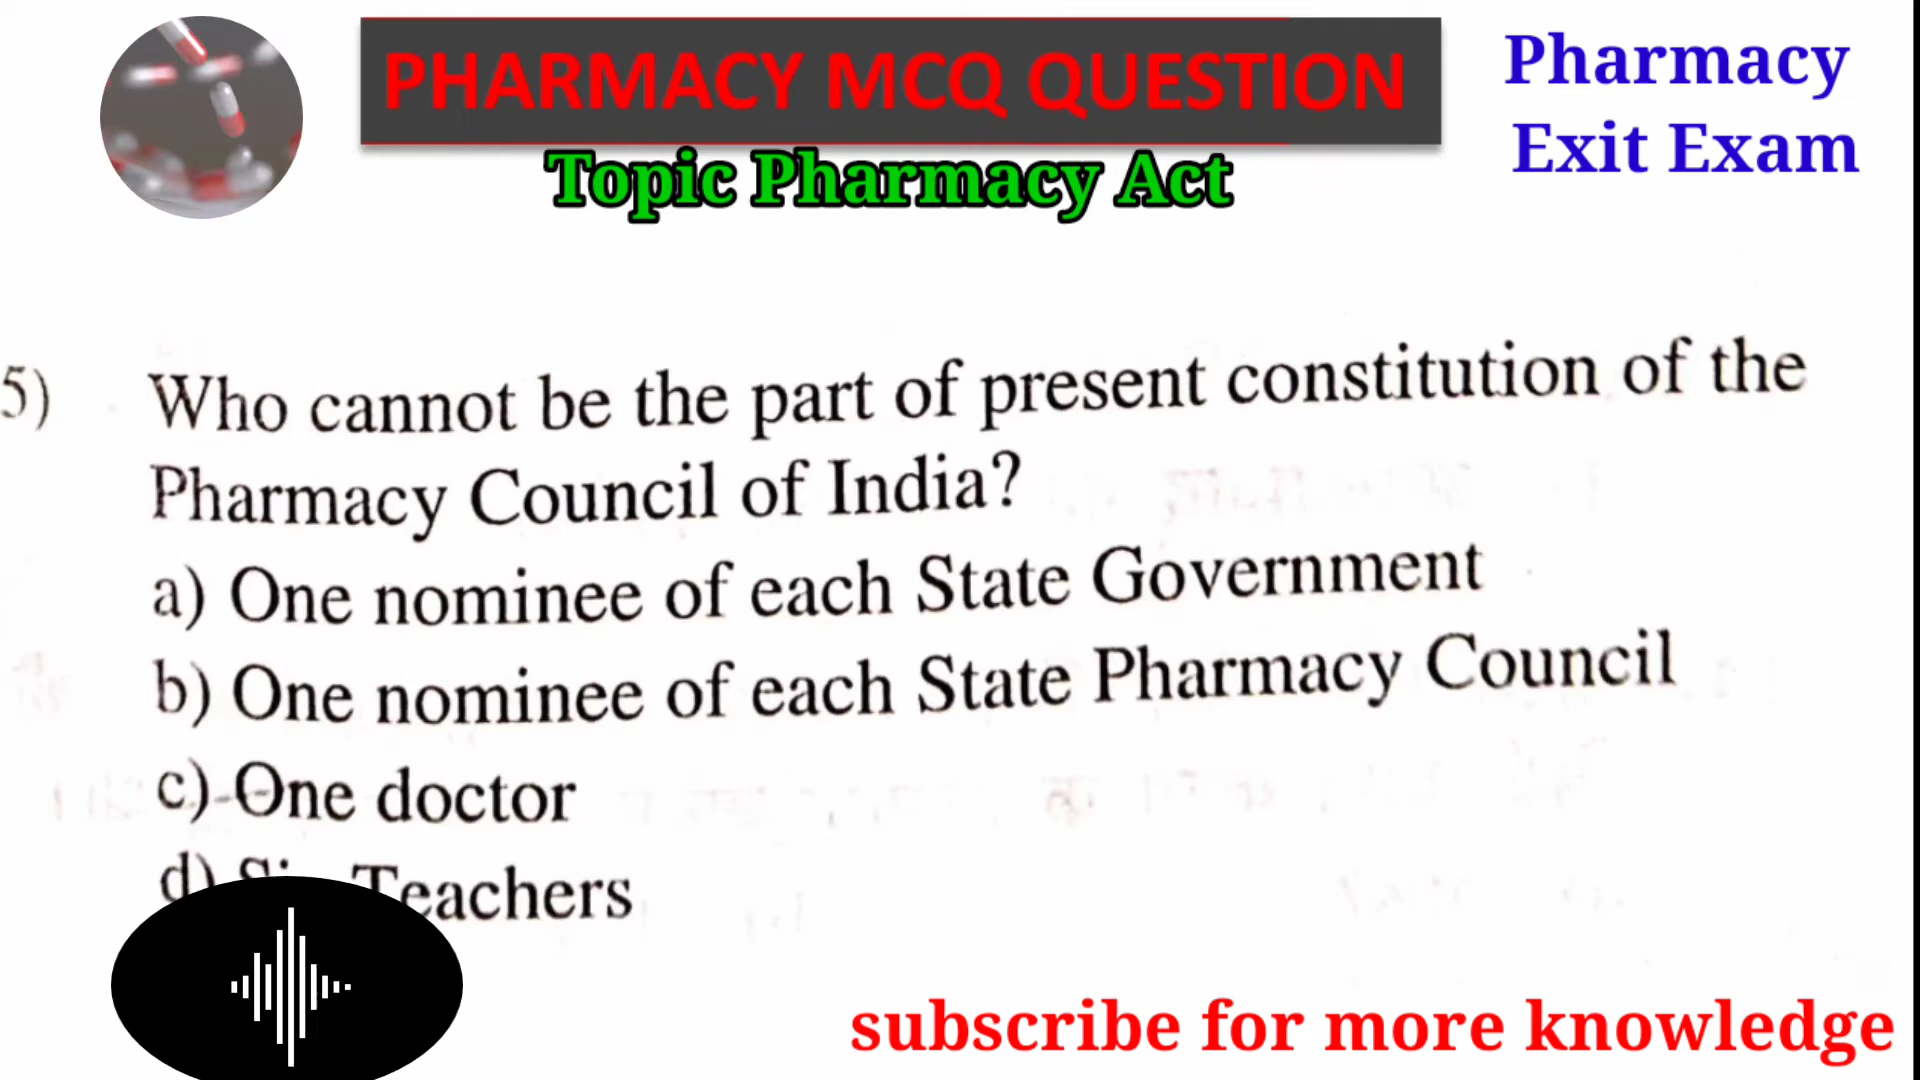 PHARMACY MCQ QUESTION
Pharmacy
Exit Exam
Topic Pharmacy Act
5) Who cannot be the part of present constitution of the
Pharmacy Council of India?
a) One nominee of each State Government
b) One nominee of each State Pharmacy Council
c) One doctor
d) Teachers
subscribe for more knowledge